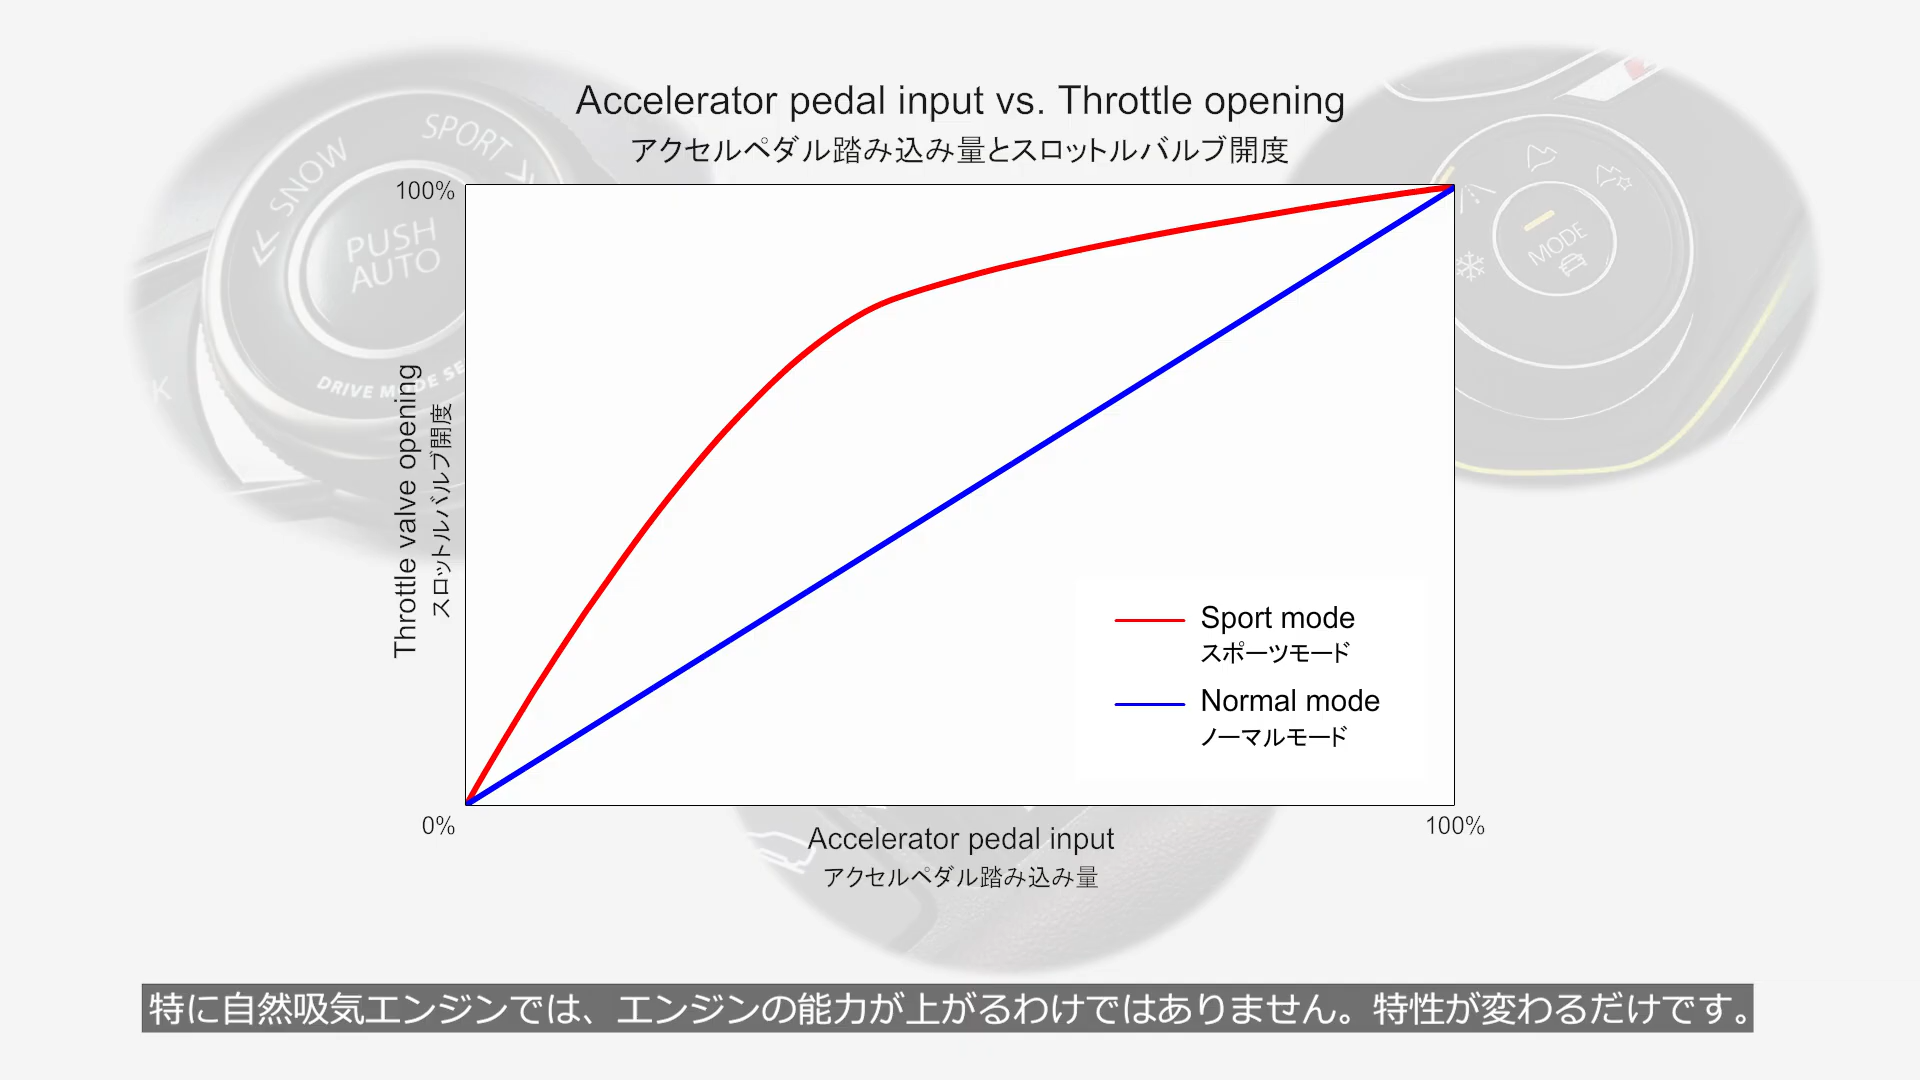 Accelerator pedal input vs. Throttle opening
アクセルペダル踏み込み量とスロットルバルブ開度
SNOW
SPORT
PUSH
AUTO
MODE
100%
Throttle valve opening
スロットルバルブ開度
Sport mode
スポーツモード
Normal mode
ノーマルモード
0%
100%
Accelerator pedal input
アクセルペダル踏み込み量
特に自然吸気エンジンでは、エンジンの能力が上がるわけではありません。特性が変わるだけです。